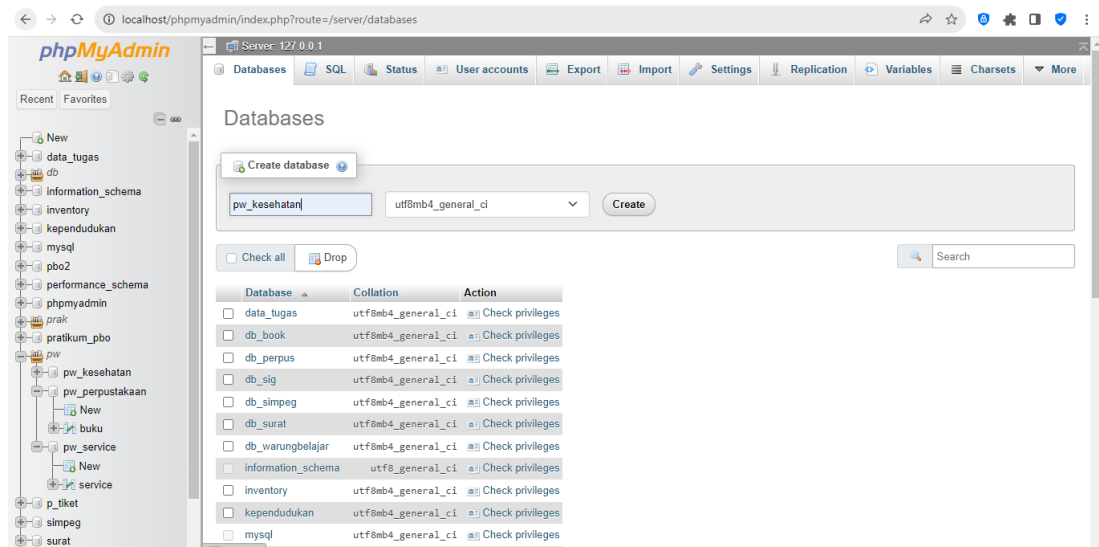 localhost/phpmyadmin/index.php?route=/server/databases
phpMyAdmin
Recent Favorites
New
data_tugas
db
information_schema
inventory
kependudukan
mysql
pbo2
performance_schema
phpmyadmin
prak
pratikum_pbo
pw
pw_kesehatan
pw_perpustakaan
New
buku
pw_service
New
service
p_tiket
simpeg
surat
Server: 127.0.0.1
Databases SQL Status User accounts Export Import Settings Replication Variables Charsets More
Databases
Create database
pw_kesehatan utf8mb4_general_ci Create
Check all Drop Search
Database Collation Action
data_tugas utf8mb4_general_ci Check privileges
db_book utf8mb4_general_ci Check privileges
db_perpus utf8mb4_general_ci Check privileges
db_sig utf8mb4_general_ci Check privileges
db_simpeg utf8mb4_general_ci Check privileges
db_surat utf8mb4_general_ci Check privileges
db_warungbelajar utf8mb4_general_ci Check privileges
information_schema utf8_general_ci Check privileges
inventory utf8mb4_general_ci Check privileges
kependudukan utf8mb4_general_ci Check privileges
mysql utf8mb4_general_ci Check privileges